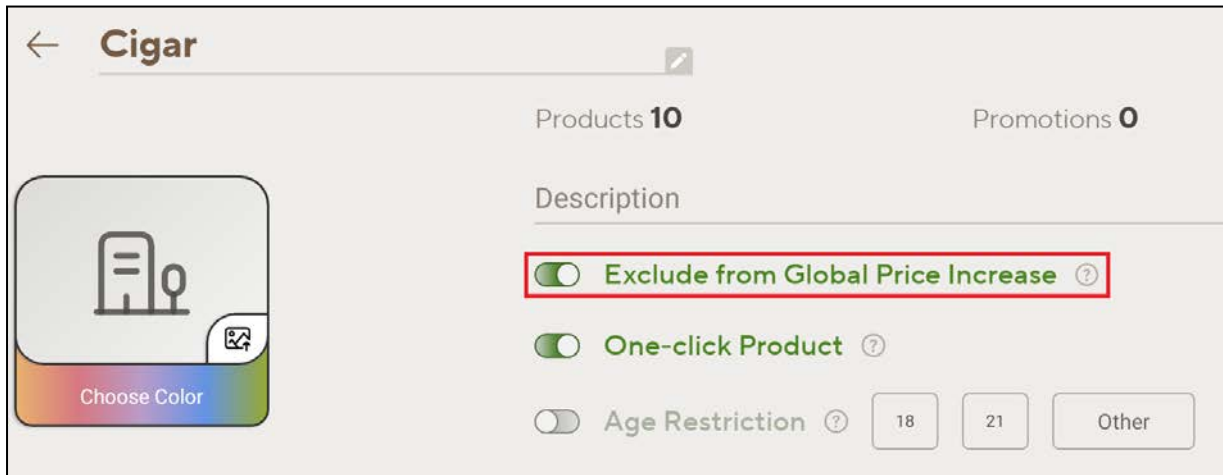 Cigar
Products 10 Promotions 0
Description
Exclude from Global Price Increase ?
One-click Product ?
Age Restriction ? 18 21 Other
Choose Color